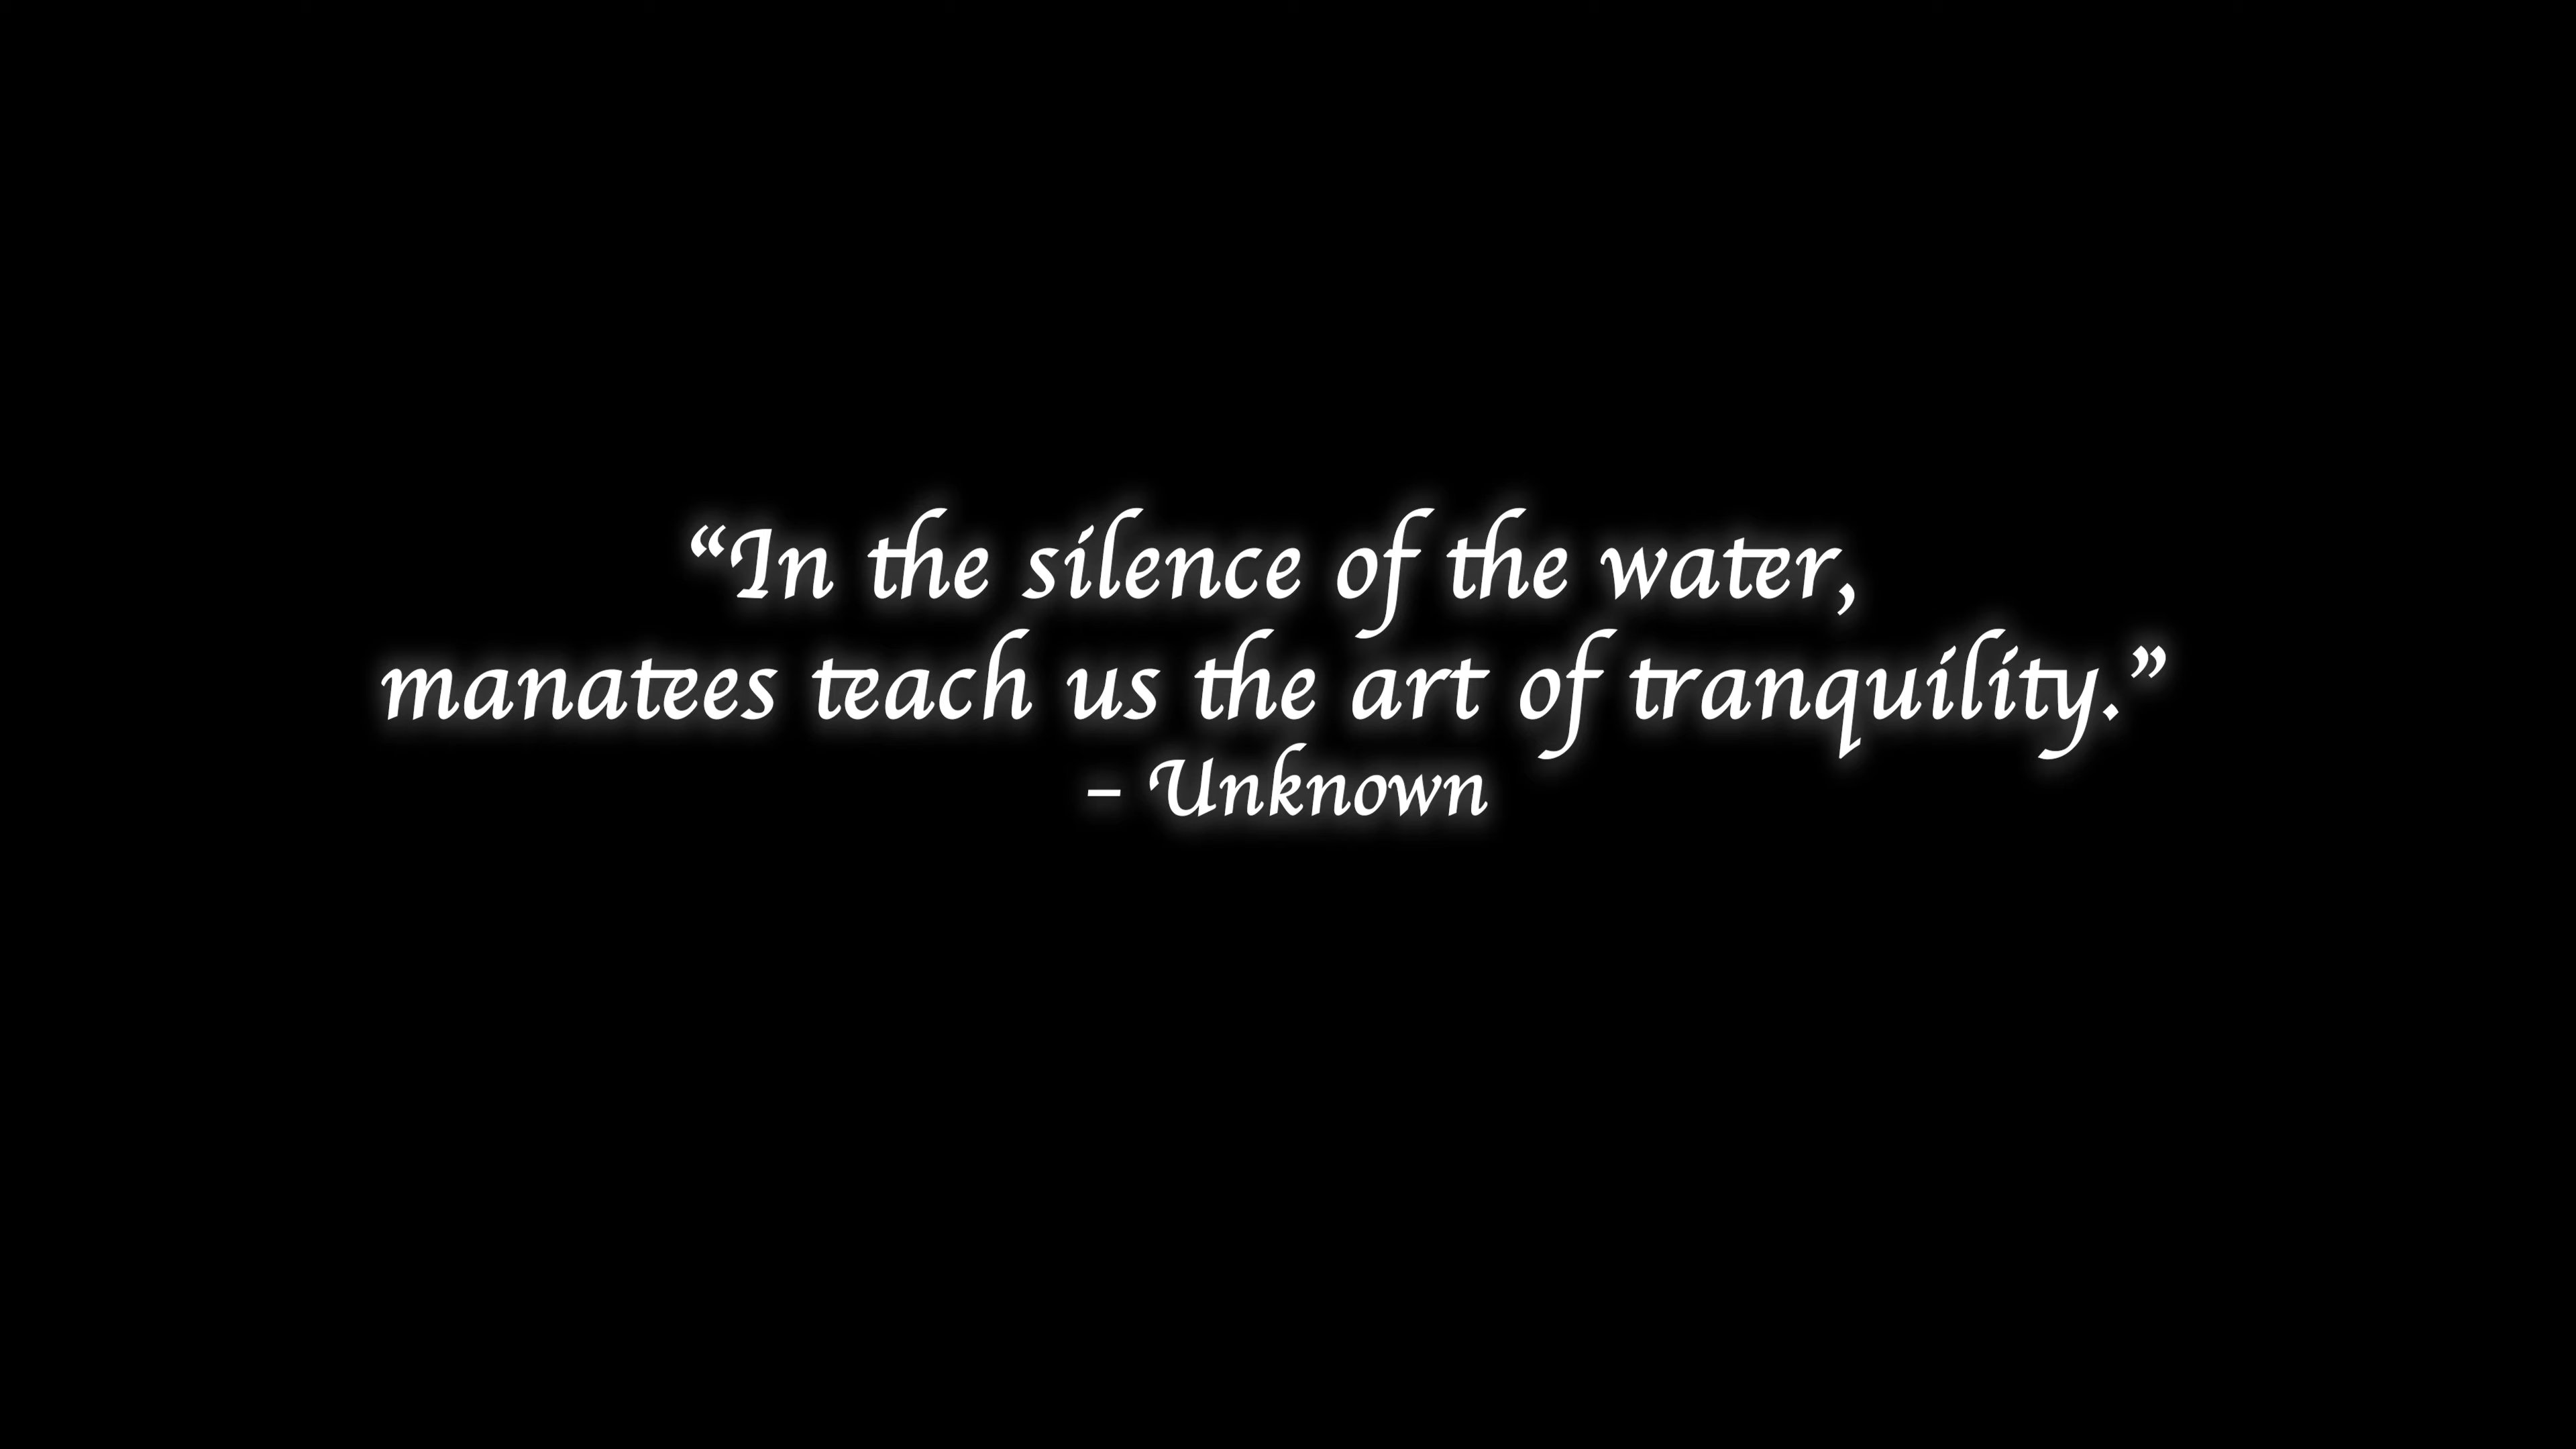 “In the silence of the water,
manatees teach us the art of tranquility.”
– Unknown